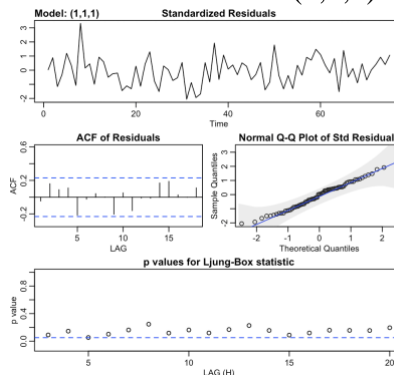 Model: (1,1,1) Standardized Residuals
3
2
1
0
-2
0 20 40 60
Time
ACF of Residuals
0.6
0.2
-0.2
ACF
5 10 15
LAG
Normal Q-Q Plot of Std Residuals
3
2
1
0
-2
Sample Quantiles
-2 -1 0 1 2
Theoretical Quantiles
p values for Ljung-Box statistic
0.8
0.4
0.0
p value
5 10 15 20
LAG (H)